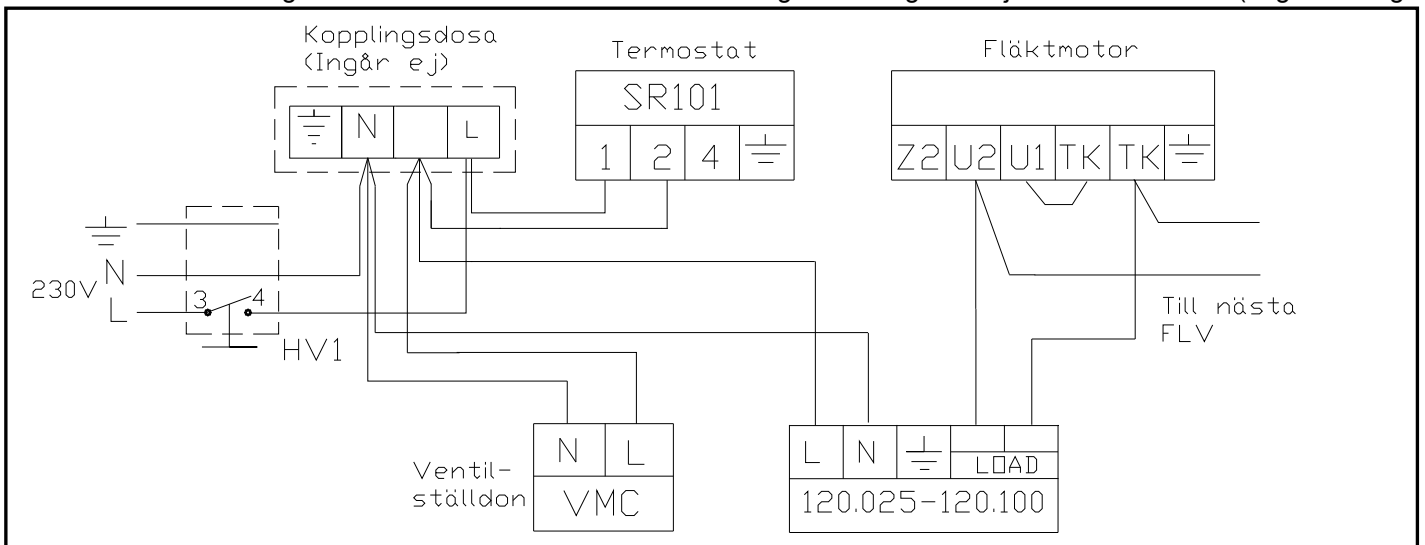 Kopplingsdosa
(Ingår ej)
N
L
Termostat
SR101
1 2 4
Fläktmotor
Z2 U2 U1 TK TK
230V
N
L
3 4
HV1
Till nästa
FLV
Ventil-
ställdon
N L
VMC
L N
LOAD
120.025-120.100